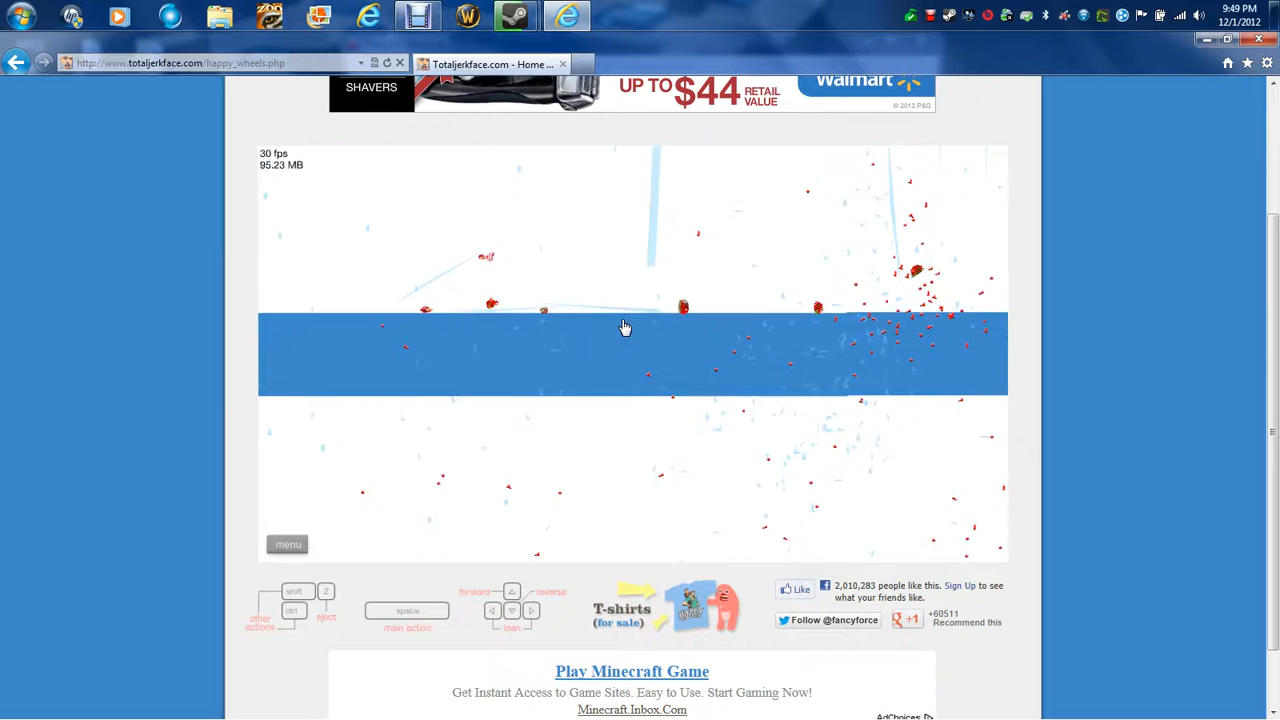 9:49 PM
12/1/2012
http://www.totaljerkface.com/happy_wheels.php
Totaljerkface.com - Home ...
SHAVERS
UP TO $44 RETAIL VALUE
Walmart
© 2012 P&G
30 fps
95.23 MB
menu
shift
Z
ctrl
eject
other actions
space
main action
forward
reverse
lean
T-shirts
(for sale)
Like
2,010,283 people like this. Sign Up to see
what your friends like.
Follow @fancyforce
+1
+60511
Recommend this
Play Minecraft Game
Get Instant Access to Game Sites. Easy to Use. Start Gaming Now!
Minecraft.Inbox.Com
AdChoices